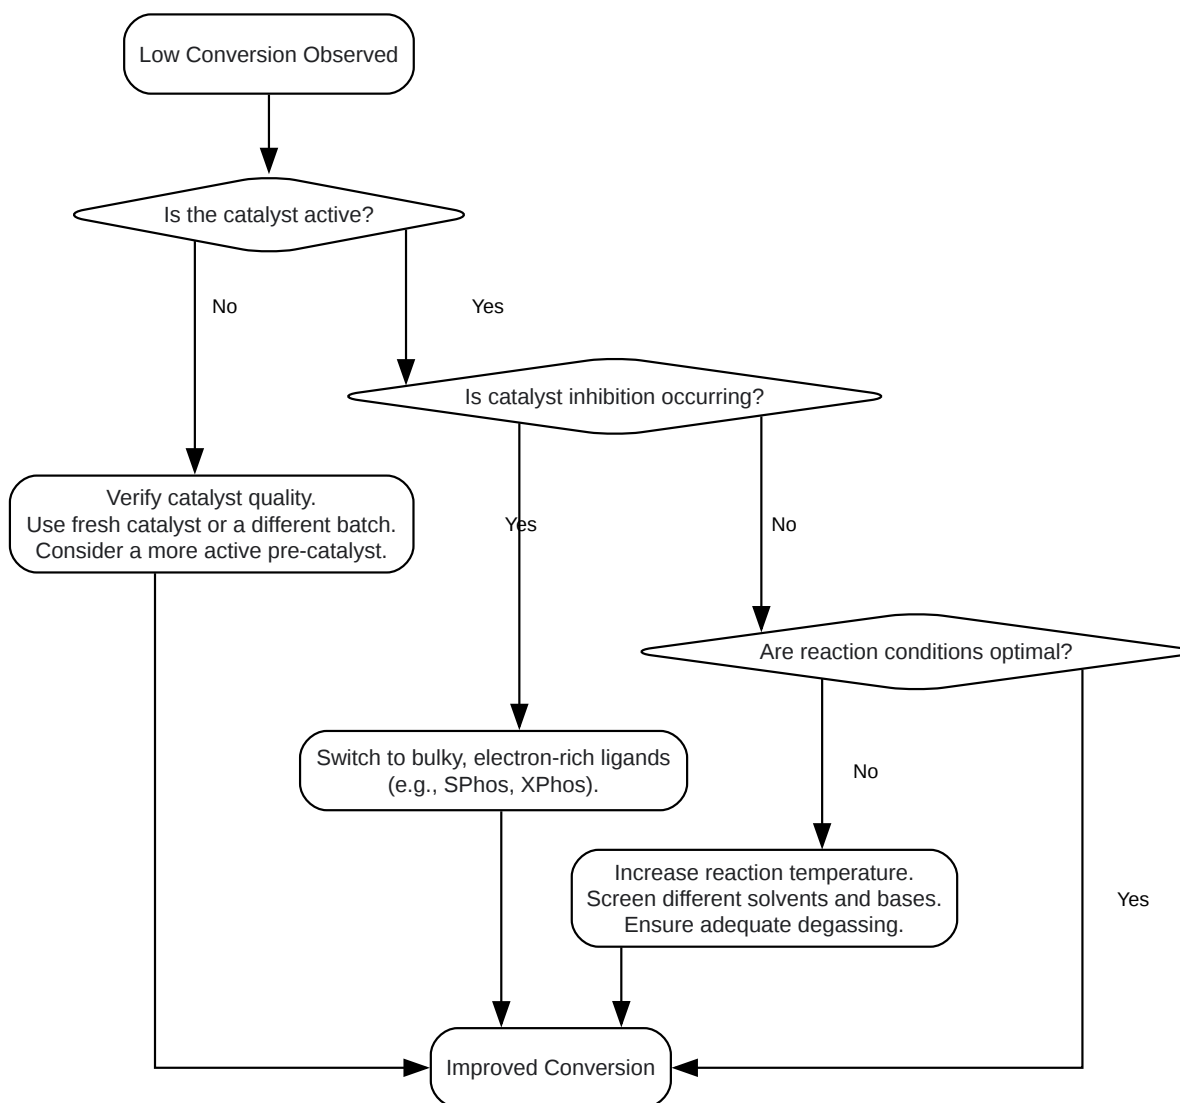 Low Conversion Observed
Is the catalyst active?
No
Yes
Is catalyst inhibition occurring?
Verify catalyst quality.
Use fresh catalyst or a different batch.
Consider a more active pre-catalyst.
Yes
No
Are reaction conditions optimal?
Switch to bulky, electron-rich ligands
(e.g., SPhos, XPhos).
No
Increase reaction temperature.
Screen different solvents and bases.
Ensure adequate degassing.
Yes
Improved Conversion